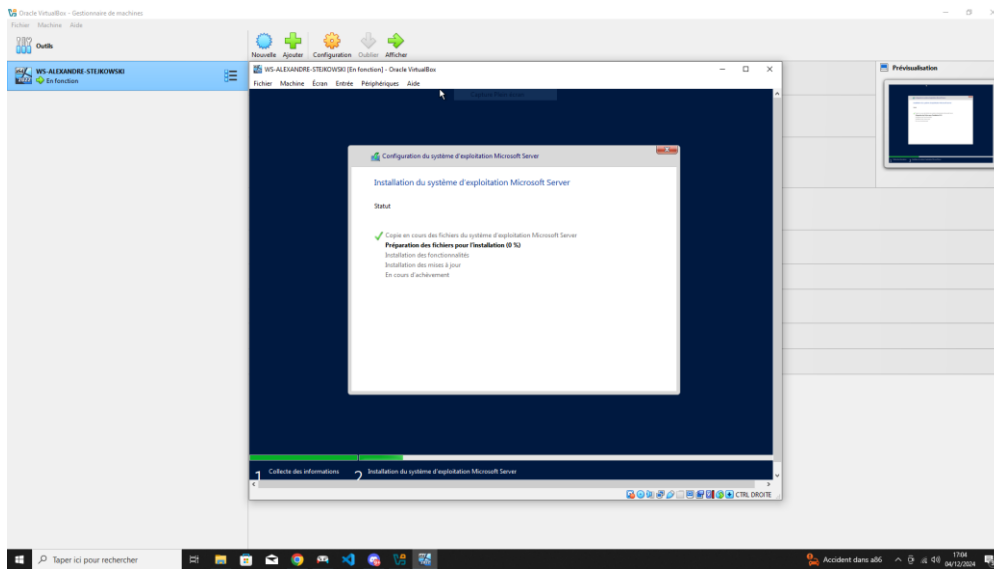 Oracle VirtualBox - Gestionnaire de machines
Fichier Machine Aide
Outils
Nouvelle Ajouter Configuration Oublier Afficher
WS-ALEXANDRE-STEJKOWSKI
En fonction
WS-ALEXANDRE-STEJKOWSKI [En fonction] - Oracle VirtualBox
Fichier Machine Écran Entrée Périphériques Aide
Prévisualisation
Configuration du système d'exploitation Microsoft Server
Installation du système d'exploitation Microsoft Server
Statut
Copie en cours des fichiers du système d'exploitation Microsoft Server
Préparation des fichiers pour l'installation (0 %)
Installation des fonctionnalités
Installation des mises à jour
En cours d'achèvement
1 Collecte des informations 2 Installation du système d'exploitation Microsoft Server
CTRL DROITE
Taper ici pour rechercher
Accident dans a86
17:04
04/12/2024